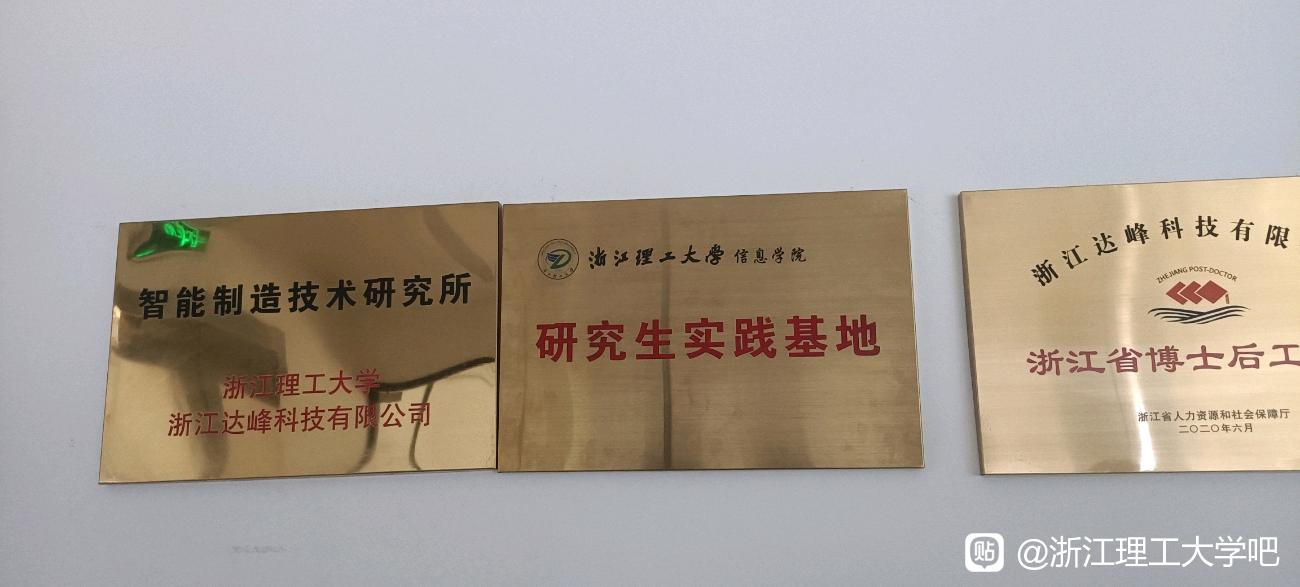 智能制造技术研究所
浙江理工大学
浙江达峰科技有限公司
浙江理工大学 信息学院
研究生实践基地
浙江达峰科技有限
ZHEJIANG POST-DOCTOR
浙江省博士后工
浙江省人力资源和社会保障厅
二〇二〇年六月
贴 @浙江理工大学吧